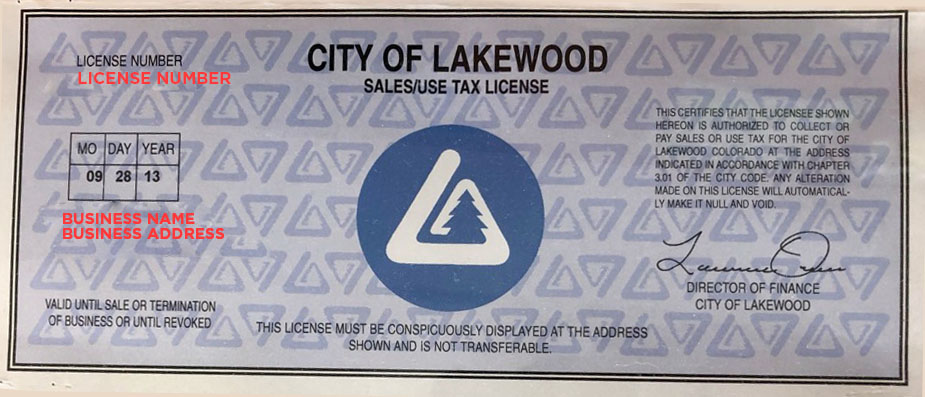 LICENSE NUMBER
LICENSE NUMBER
CITY OF LAKEWOOD
SALES/USE TAX LICENSE
MO DAY YEAR
09 28 13
BUSINESS NAME
BUSINESS ADDRESS
VALID UNTIL SALE OR TERMINATION
OF BUSINESS OR UNTIL REVOKED
THIS LICENSE MUST BE CONSPICUOUSLY DISPLAYED AT THE ADDRESS
SHOWN AND IS NOT TRANSFERABLE.
THIS CERTIFIES THAT THE LICENSEE SHOWN
HEREON IS AUTHORIZED TO COLLECT OR
PAY SALES OR USE TAX FOR THE CITY OF
LAKEWOOD COLORADO AT THE ADDRESS
INDICATED IN ACCORDANCE WITH CHAPTER
3.01 OF THE CITY CODE. ANY ALTERATION
MADE ON THIS LICENSE WILL AUTOMATICAL-
LY MAKE IT NULL AND VOID.
DIRECTOR OF FINANCE
CITY OF LAKEWOOD